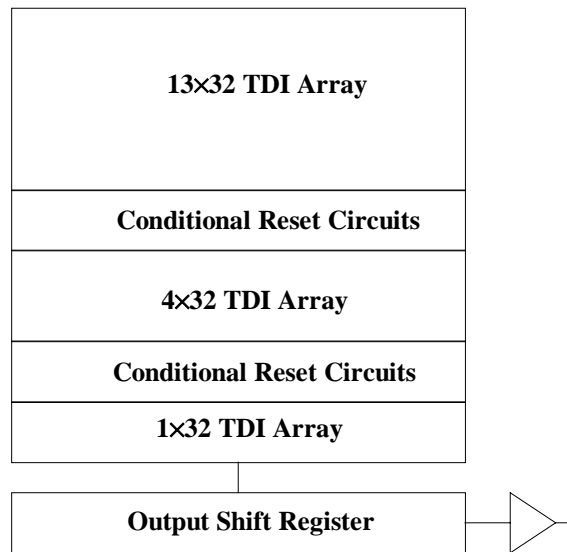 13×32 TDI Array
Conditional Reset Circuits
4×32 TDI Array
Conditional Reset Circuits
1×32 TDI Array
Output Shift Register